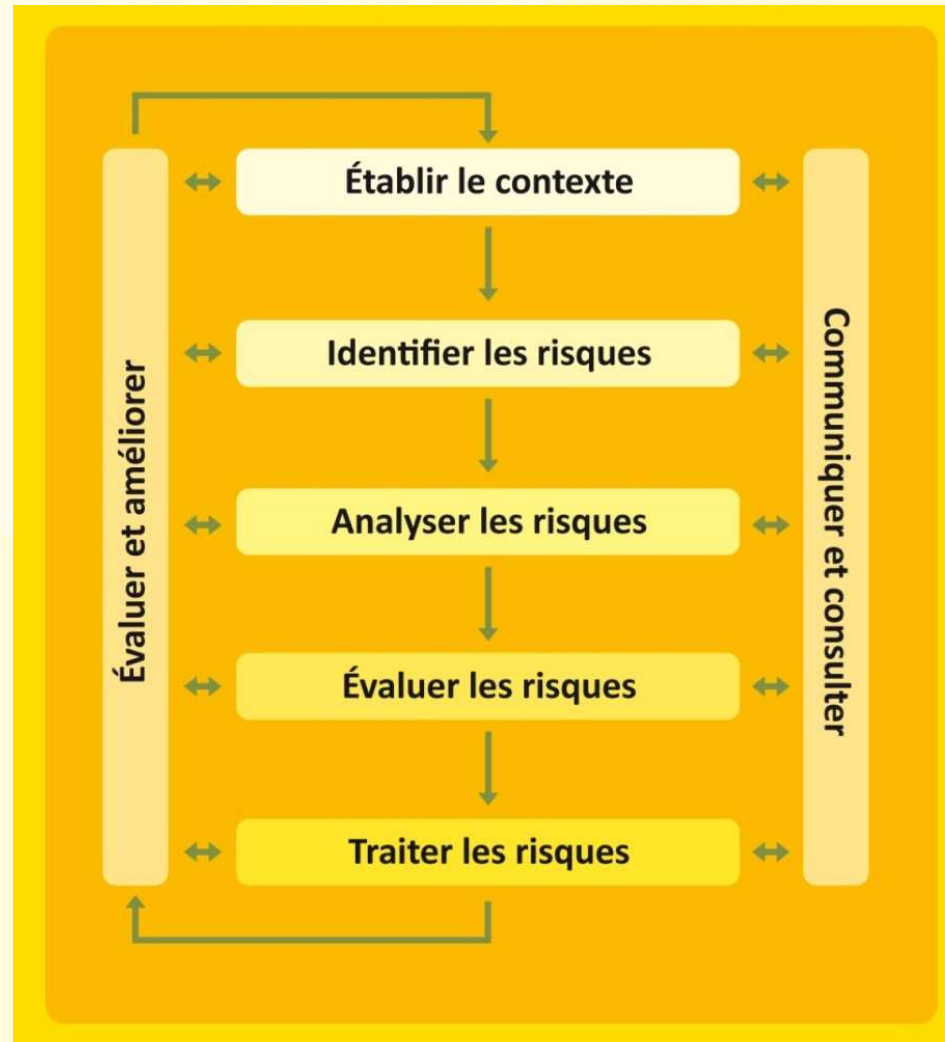 Établir le contexte
Identifier les risques
Analyser les risques
Évaluer les risques
Traiter les risques
Évaluer et améliorer
Communiquer et consulter